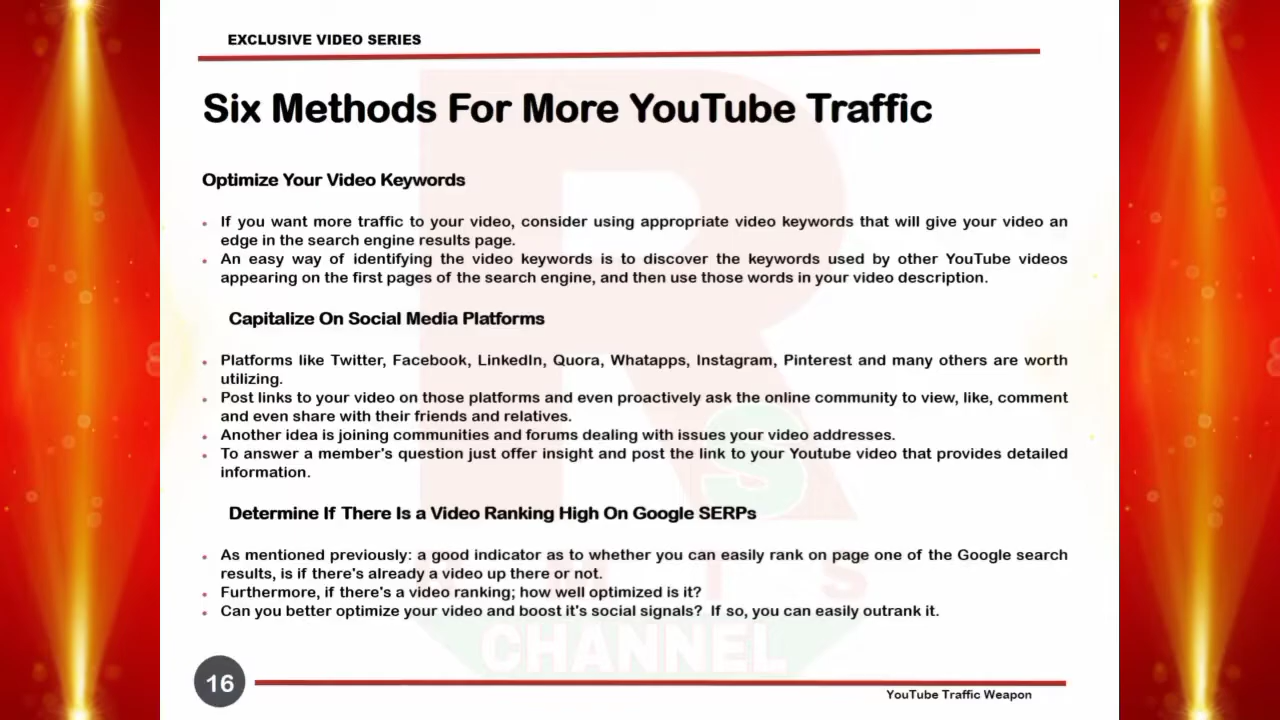 EXCLUSIVE VIDEO SERIES
Six Methods For More YouTube Traffic
Optimize Your Video Keywords
If you want more traffic to your video, consider using appropriate video keywords that will give your video an
edge in the search engine results page.
An easy way of identifying the video keywords is to discover the keywords used by other YouTube videos
appearing on the first pages of the search engine, and then use those words in your video description.
Capitalize On Social Media Platforms
Platforms like Twitter, Facebook, LinkedIn, Quora, Whatapps, Instagram, Pinterest and many others are worth
utilizing.
Post links to your video on those platforms and even proactively ask the online community to view, like, comment
and even share with their friends and relatives.
Another idea is joining communities and forums dealing with issues your video addresses.
To answer a member's question just offer insight and post the link to your Youtube video that provides detailed
information.
Determine If There Is a Video Ranking High On Google SERPs
As mentioned previously: a good indicator as to whether you can easily rank on page one of the Google search
results, is if there's already a video up there or not.
Furthermore, if there's a video ranking; how well optimized is it?
Can you better optimize your video and boost it's social signals? If so, you can easily outrank it.
CHANNEL
16
YouTube Traffic Weapon